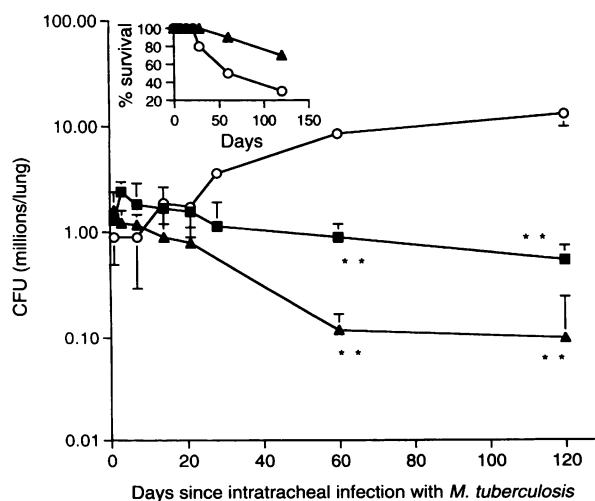 100.00
10.00
1.00
0.10
0.01
CFU (millions/lung)
0 20 40 60 80 100 120
Days since intratracheal infection with M. tuberculosis
% survival
100
80
60
40
20
0 50 100 150
Days
* *
* *
* *
* *